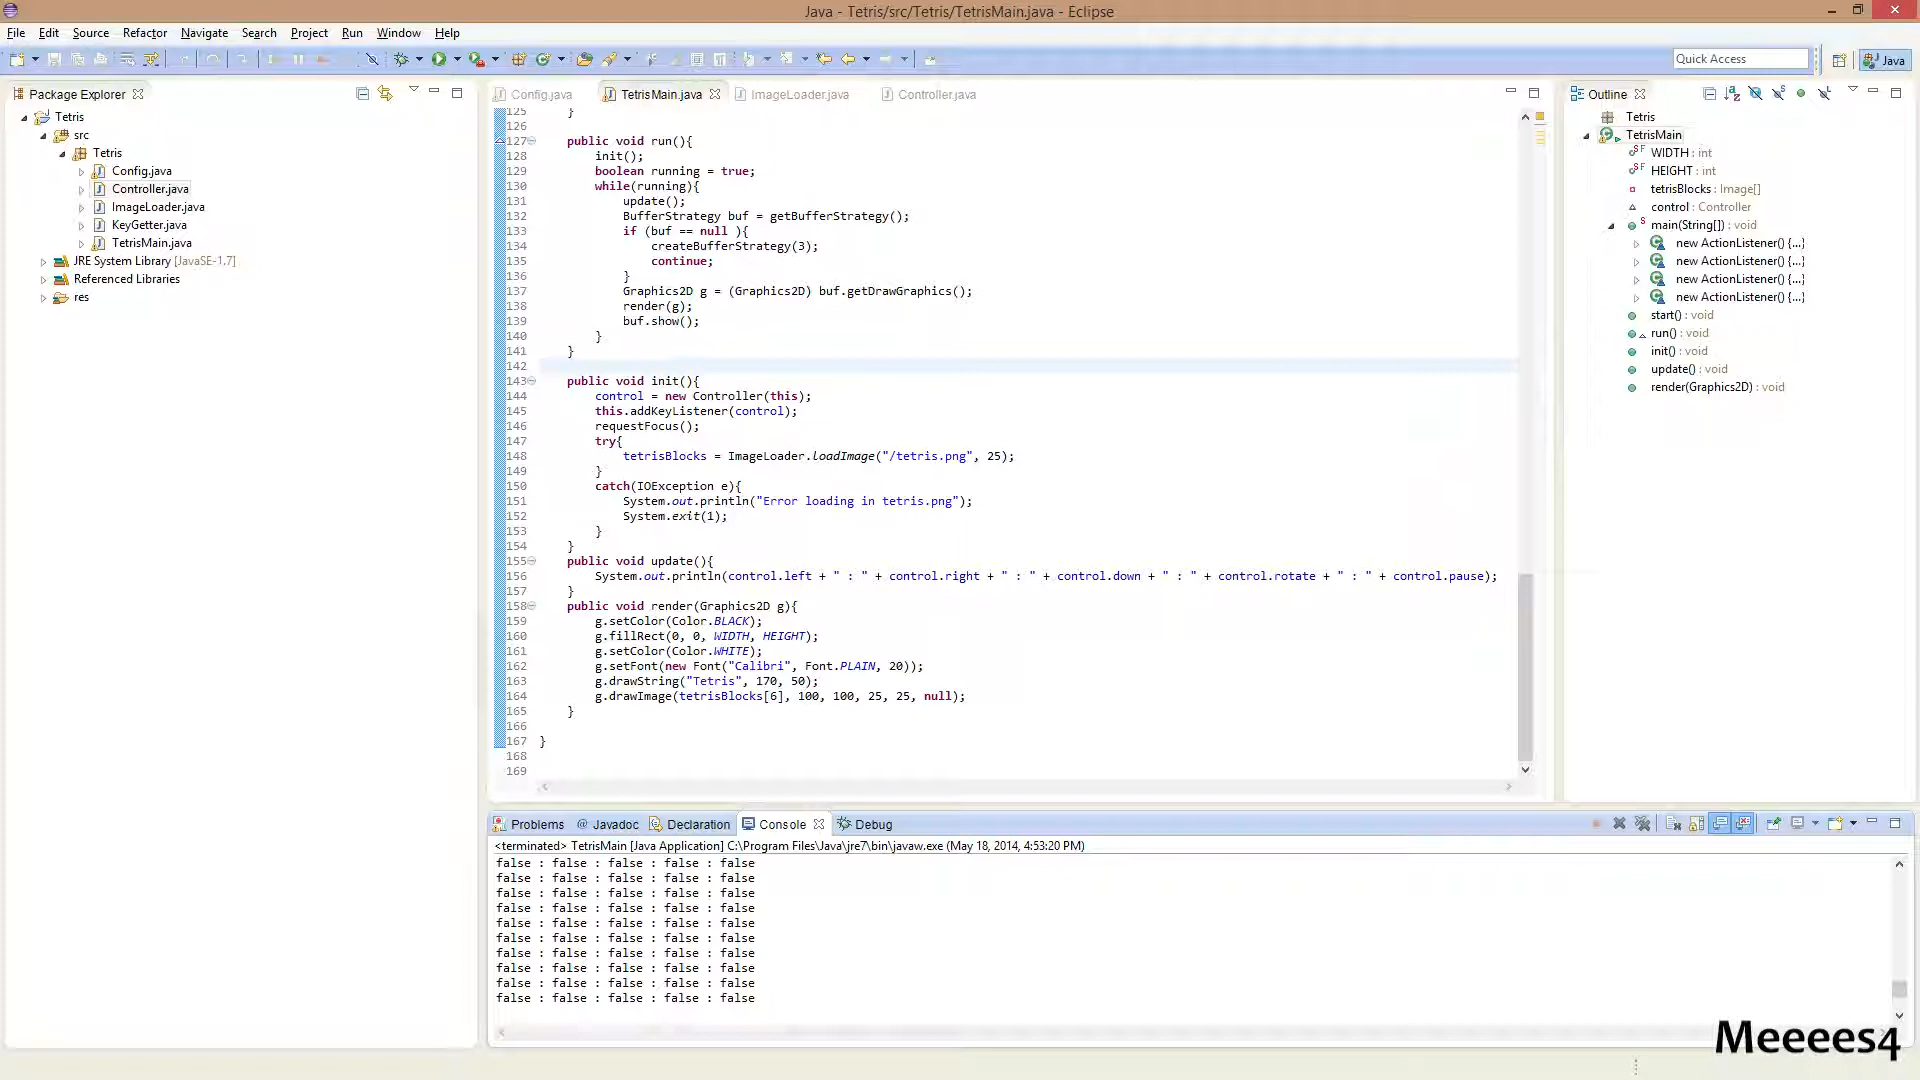 Java - Tetris/src/Tetris/TetrisMain.java - Eclipse
File Edit Source Refactor Navigate Search Project Run Window Help
Quick Access
Java
Package Explorer
Tetris
src
Tetris
Config.java
Controller.java
ImageLoader.java
KeyGetter.java
TetrisMain.java
JRE System Library [JavaSE-1.7]
Referenced Libraries
res
Config.java TetrisMain.java ImageLoader.java Controller.java
125 }
126
127 public void run(){
128 init();
129 boolean running = true;
130 while(running){
131 update();
132 BufferStrategy buf = getBufferStrategy();
133 if (buf == null ){
134 createBufferStrategy(3);
135 continue;
136 }
137 Graphics2D g = (Graphics2D) buf.getDrawGraphics();
138 render(g);
139 buf.show();
140 }
141 }
142
143 public void init(){
144 control = new Controller(this);
145 this.addKeyListener(control);
146 requestFocus();
147 try{
148 tetrisBlocks = ImageLoader.loadImage("/tetris.png", 25);
149 }
150 catch(IOException e){
151 System.out.println("Error loading in tetris.png");
152 System.exit(1);
153 }
154 }
155 public void update(){
156 System.out.println(control.left + " : " + control.right + " : " + control.down + " : " + control.rotate + " : " + control.pause);
157 }
158 public void render(Graphics2D g){
159 g.setColor(Color.BLACK);
160 g.fillRect(0, 0, WIDTH, HEIGHT);
161 g.setColor(Color.WHITE);
162 g.setFont(new Font("Calibri", Font.PLAIN, 20));
163 g.drawString("Tetris", 170, 50);
164 g.drawImage(tetrisBlocks[6], 100, 100, 25, 25, null);
165 }
166
167 }
168
169
Outline
Tetris
TetrisMain
WIDTH : int
HEIGHT : int
tetrisBlocks : Image[]
control : Controller
main(String[]) : void
new ActionListener() {...}
new ActionListener() {...}
new ActionListener() {...}
new ActionListener() {...}
start() : void
run() : void
init() : void
update() : void
render(Graphics2D) : void
Problems @ Javadoc Declaration Console Debug
<terminated> TetrisMain [Java Application] C:\Program Files\Java\jre7\bin\javaw.exe (May 18, 2014, 4:53:20 PM)
false : false : false : false : false
false : false : false : false : false
false : false : false : false : false
false : false : false : false : false
false : false : false : false : false
false : false : false : false : false
false : false : false : false : false
false : false : false : false : false
false : false : false : false : false
false : false : false : false : false
Meeees4